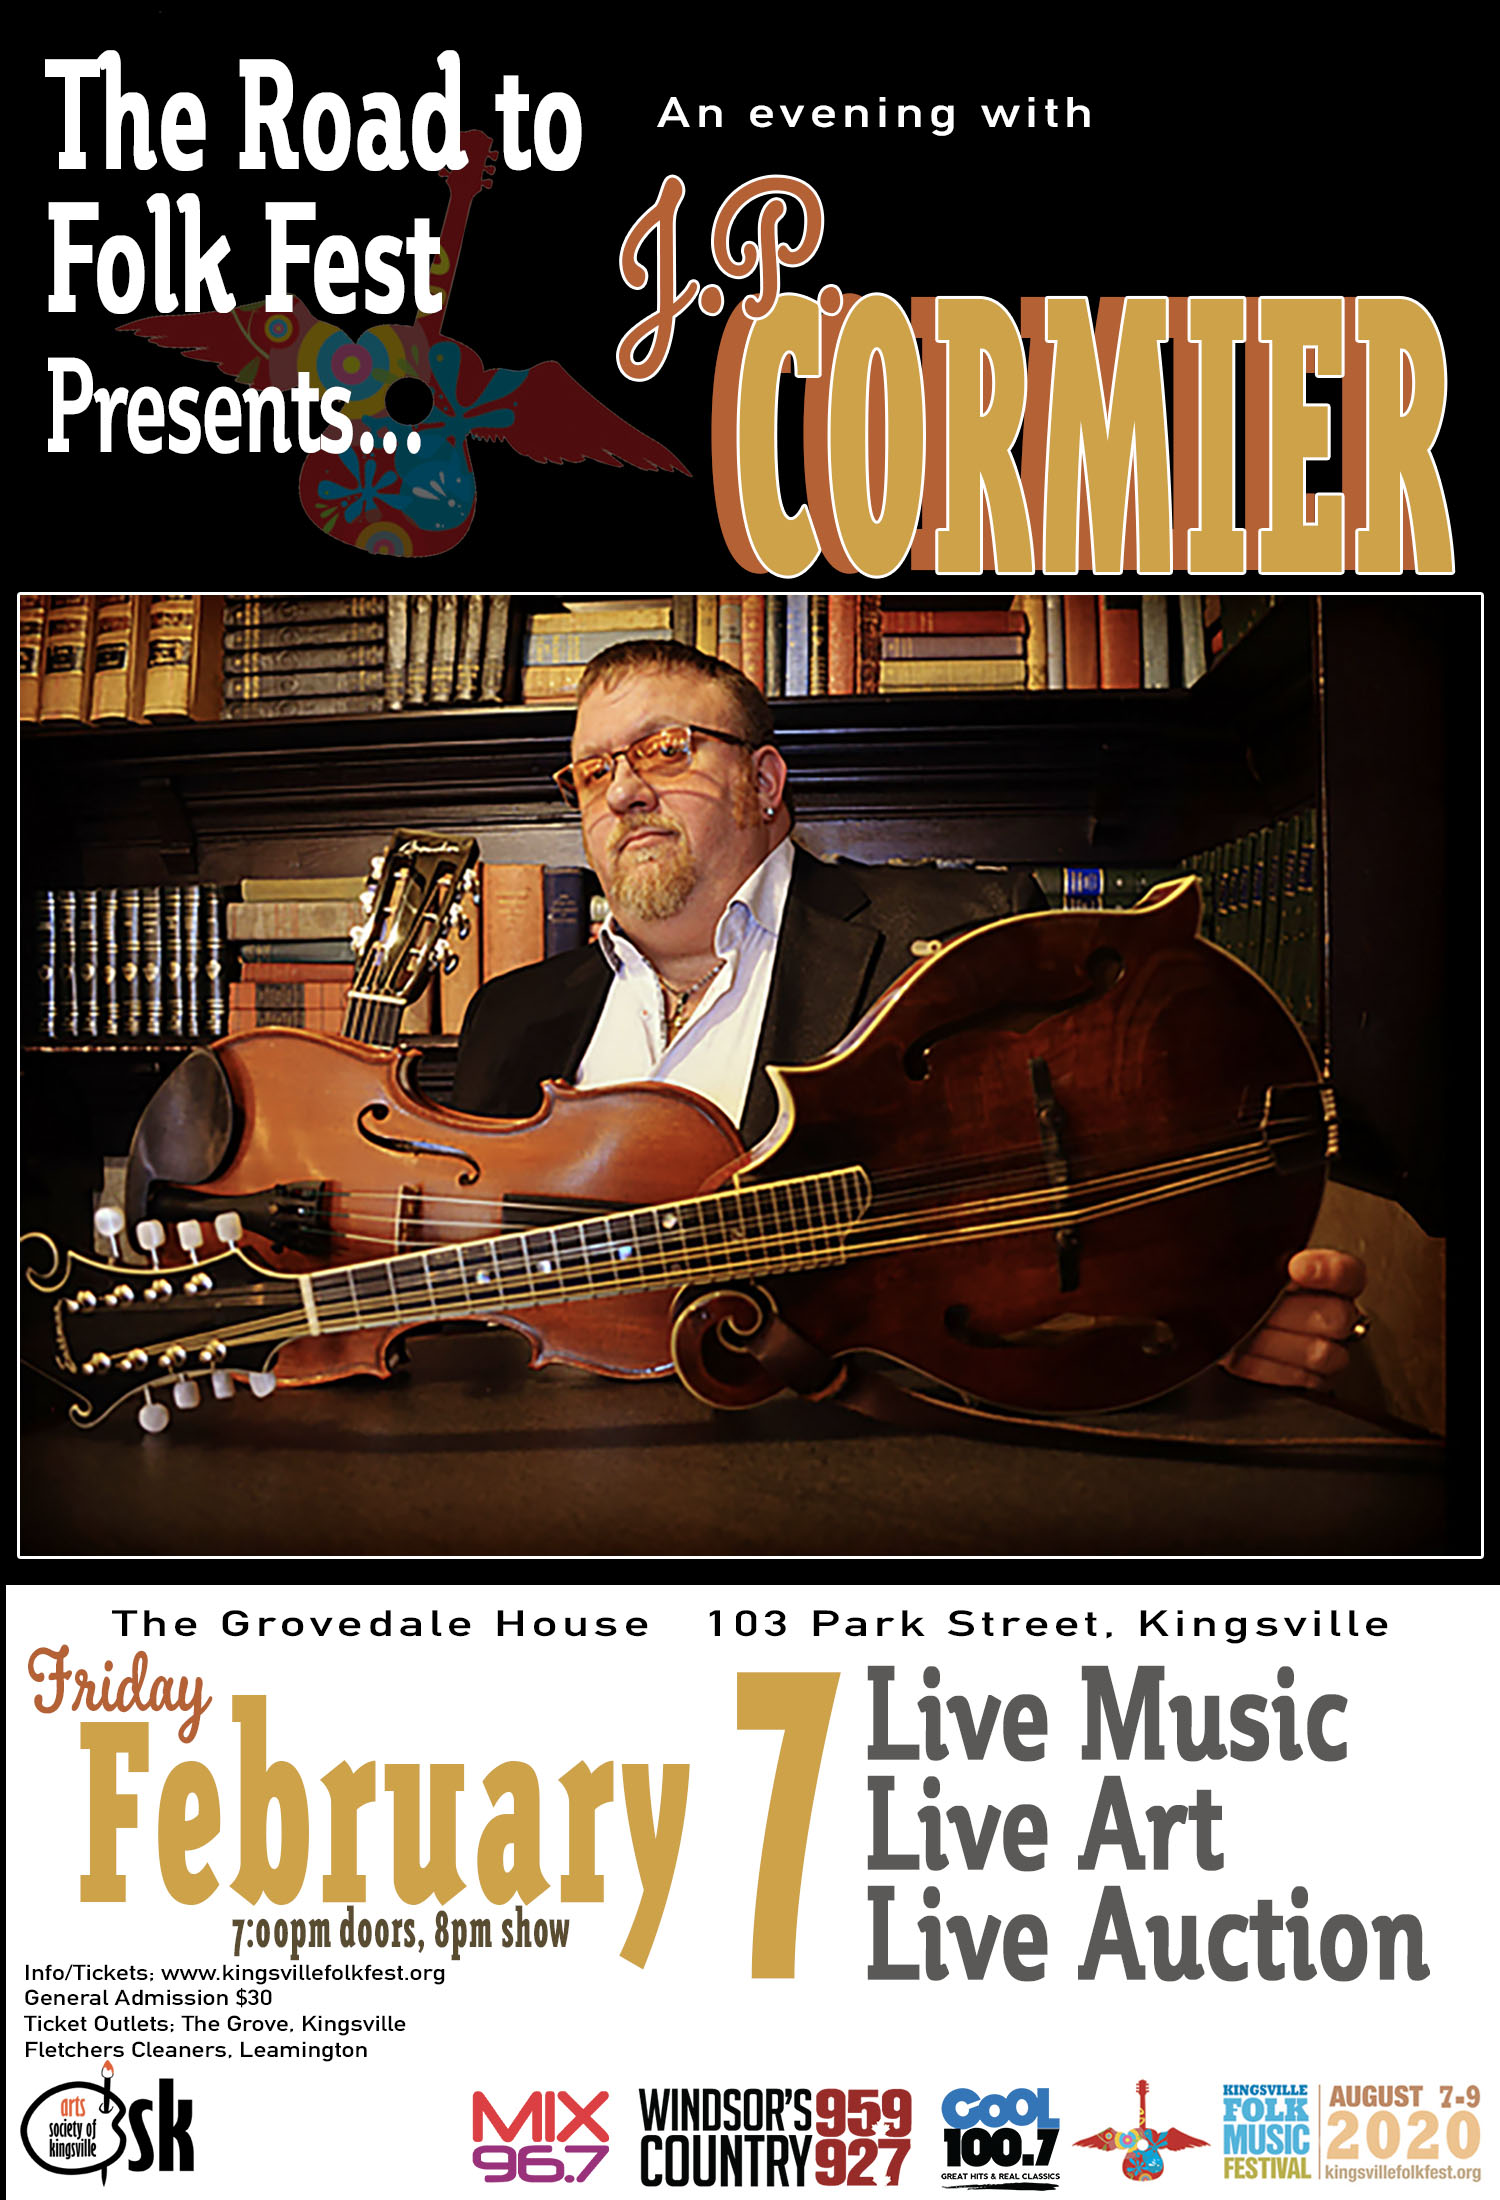 The Road to
Folk Fest
Presents...
An evening with
J.P.
CORMIER
The Grovedale House 103 Park Street, Kingsville
Friday
February 7
7:00pm doors, 8pm show
Live Music
Live Art
Live Auction
Info/Tickets; www.kingsvillefolkfest.org
General Admission $30
Ticket Outlets; The Grove, Kingsville
Fletchers Cleaners, Leamington
arts
society of
kingsville
sk
MIX
96.7
WINDSOR'S 959
COUNTRY 927
COOL
100.7
GREAT HITS & REAL CLASSICS
KINGSVILLE
FOLK
MUSIC
FESTIVAL
AUGUST 7-9
2020
kingsvillefolkfest.org